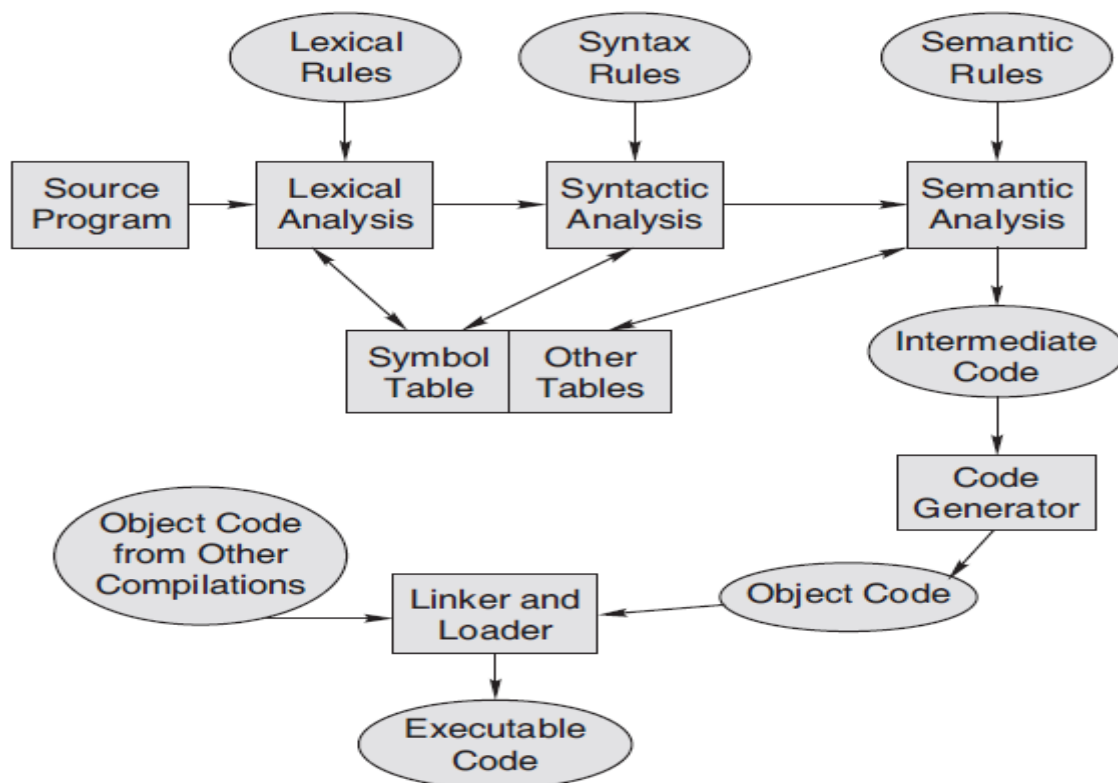 Lexical
Rules
Syntax
Rules
Semantic
Rules
Source
Program
Lexical
Analysis
Syntactic
Analysis
Semantic
Analysis
Symbol
Table
Other
Tables
Intermediate
Code
Code
Generator
Object Code
from Other
Compilations
Linker and
Loader
Object Code
Executable
Code